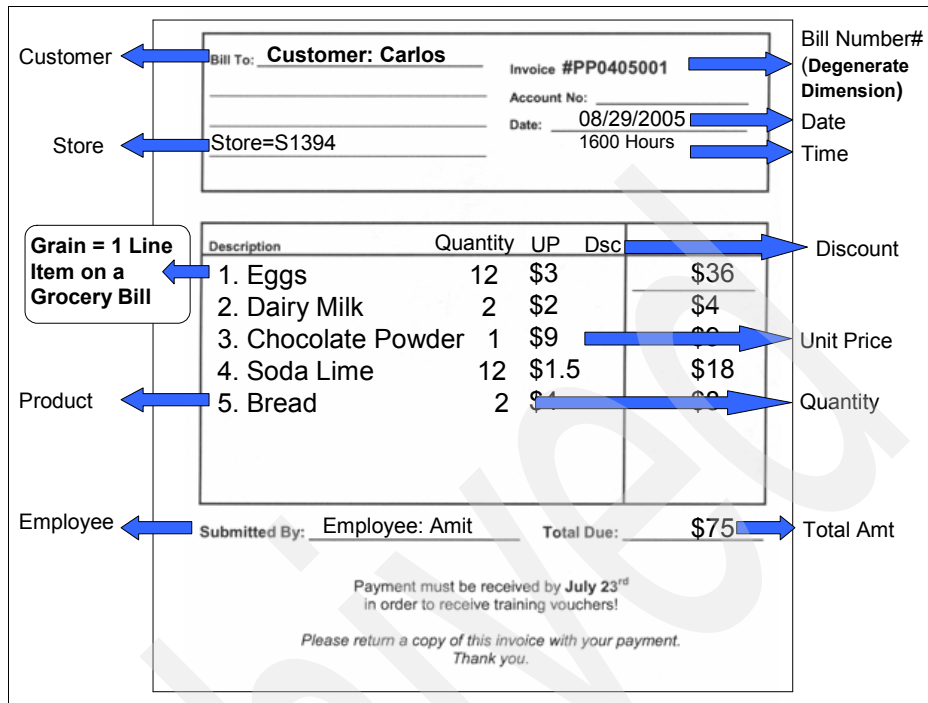 Customer
Bill To: Customer: Carlos
Invoice #PP0405001
Bill Number#
(Degenerate
Dimension)
Account No:
Date: 08/29/2005
Date
Store
Store=S1394
1600 Hours
Time
Grain = 1 Line
Item on a
Grocery Bill
Description Quantity UP Dsc
Discount
1. Eggs 12 $3 $36
2. Dairy Milk 2 $2 $4
3. Chocolate Powder 1 $9
Unit Price
4. Soda Lime 12 $1.5 $18
Product
5. Bread 2
Quantity
Employee
Submitted By: Employee: Amit Total Due: $75
Total Amt
Payment must be received by July 23rd
in order to receive training vouchers!
Please return a copy of this invoice with your payment.
Thank you.